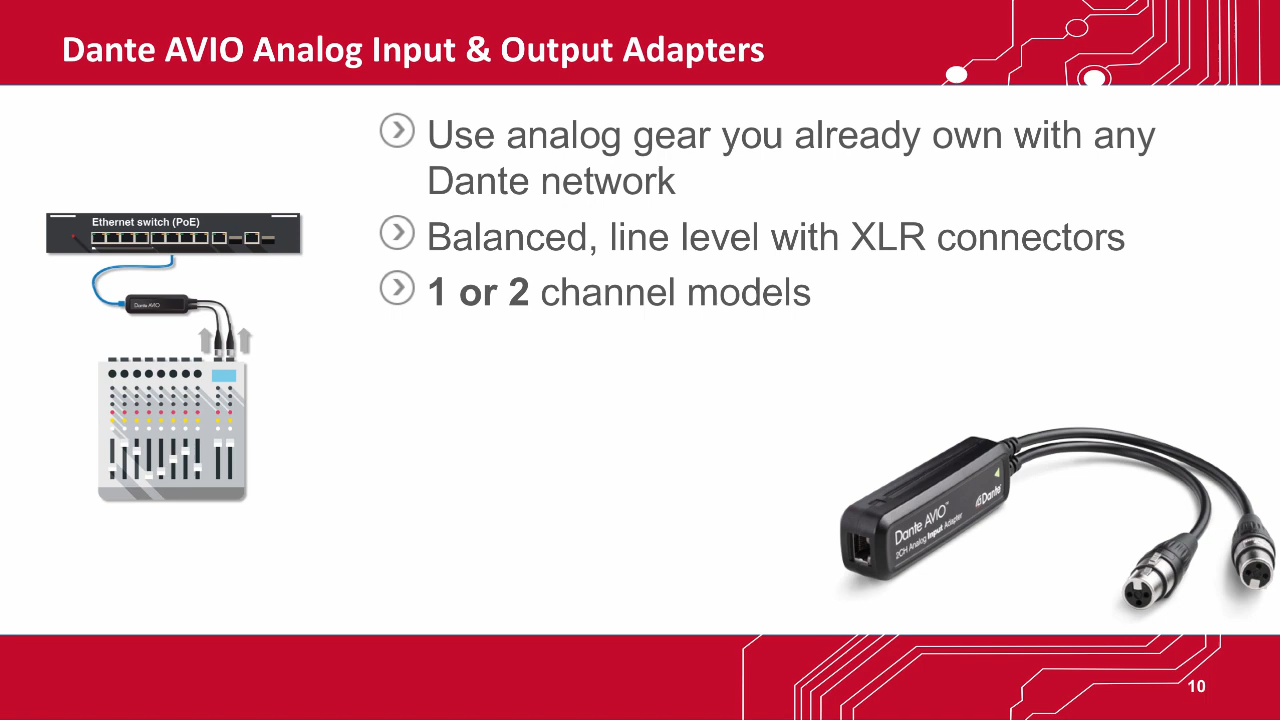 Dante AVIO Analog Input & Output Adapters
Use analog gear you already own with any
Dante network
Balanced, line level with XLR connectors
1 or 2 channel models
Ethernet switch (PoE)
Dante AVIO
Dante AVIO™
2CH Analog Input Adapter
Dante™
10